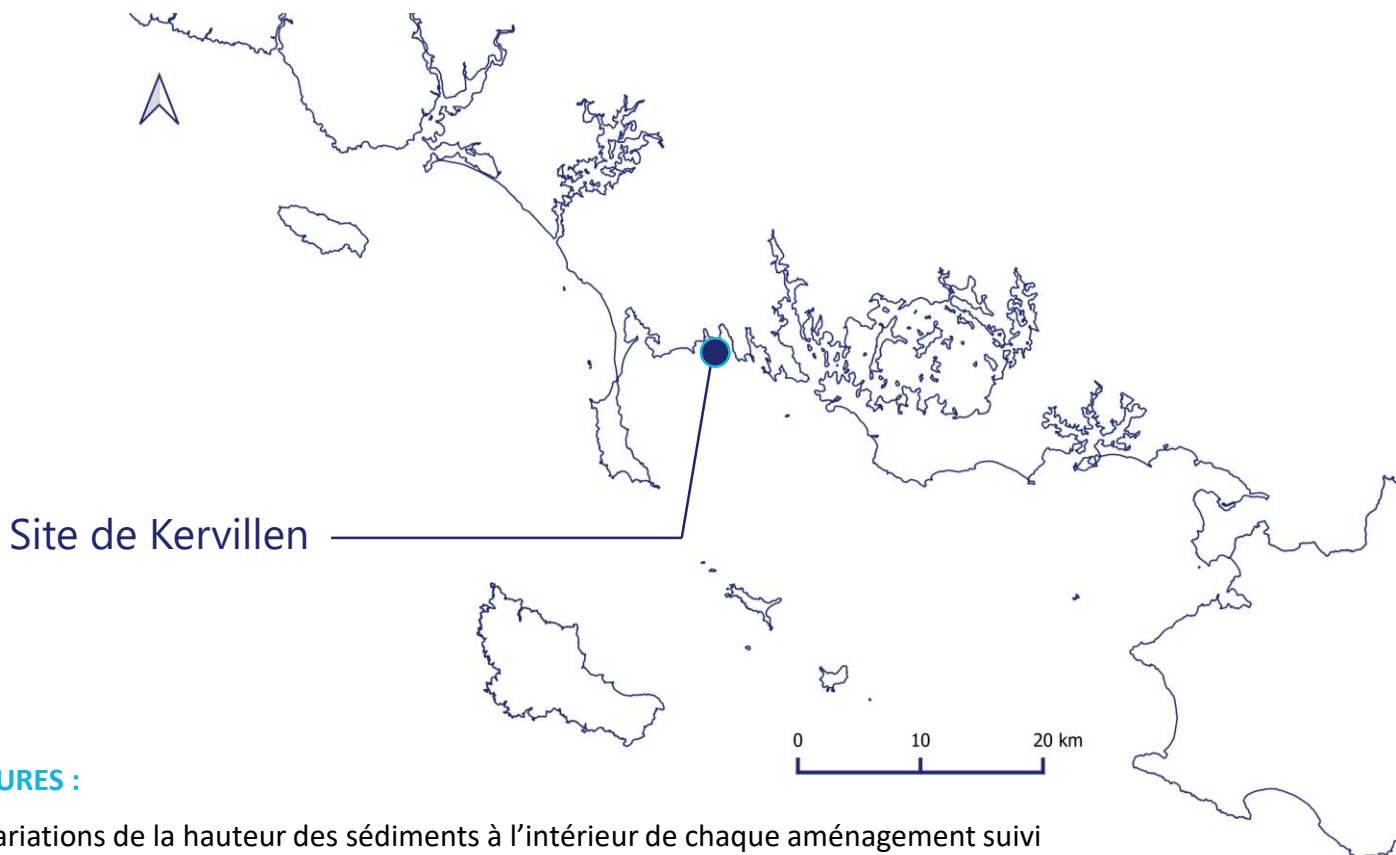 Site de Kervillen
0 10 20 km
URES :
ariations de la hauteur des sédiments à l’intérieur de chaque aménagement suivi